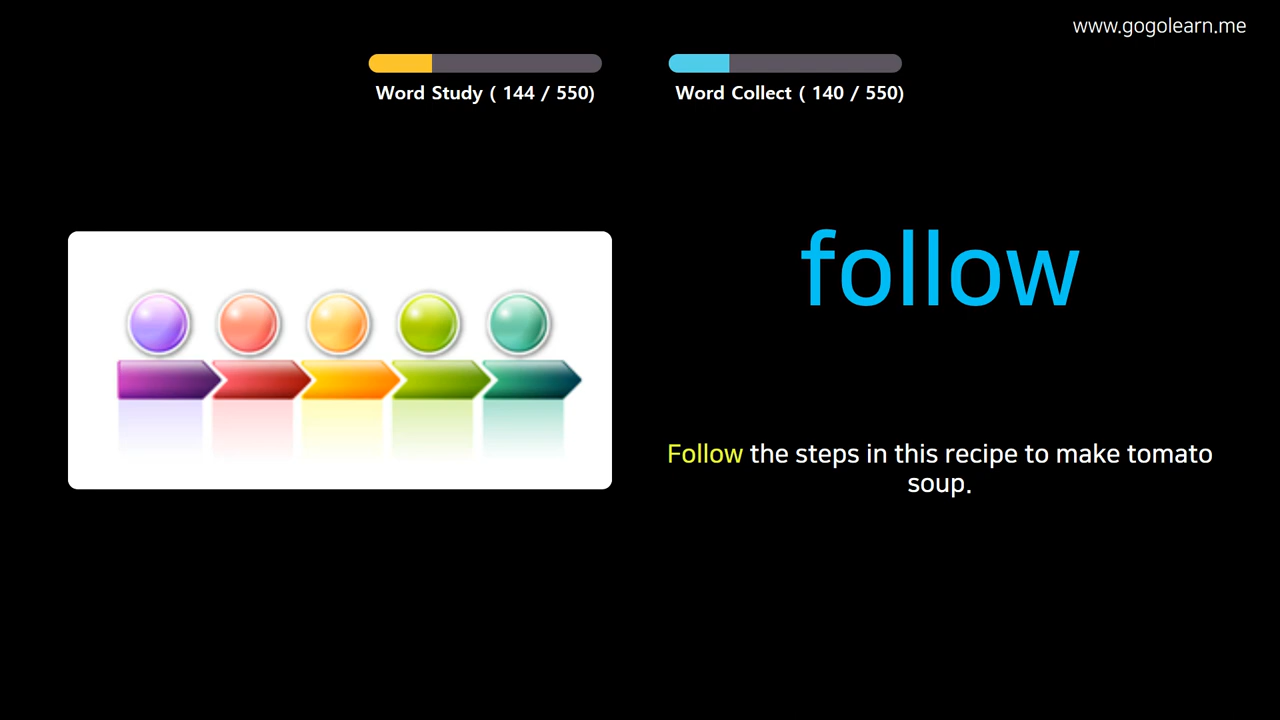 www.gogolearn.me
Word Study ( 144 / 550)
Word Collect ( 140 / 550)
follow
Follow the steps in this recipe to make tomato
soup.